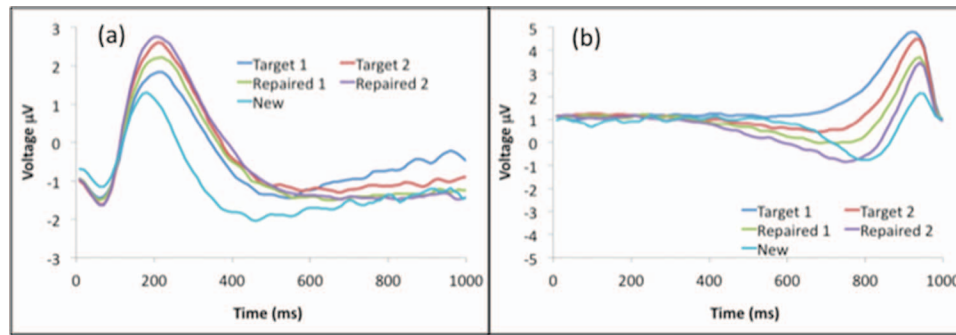 (a)
Target 1 Target 2
Repaired 1 Repaired 2
New
Voltage µV
3
2
1
0
-1
-2
-3
0 200 400 600 800 1000
Time (ms)
(b)
Target 1 Target 2
Repaired 1 Repaired 2
New
Voltage µV
5
4
3
2
1
0
-1
-2
-3
-4
-5
0 200 400 600 800 1000
Time (ms)